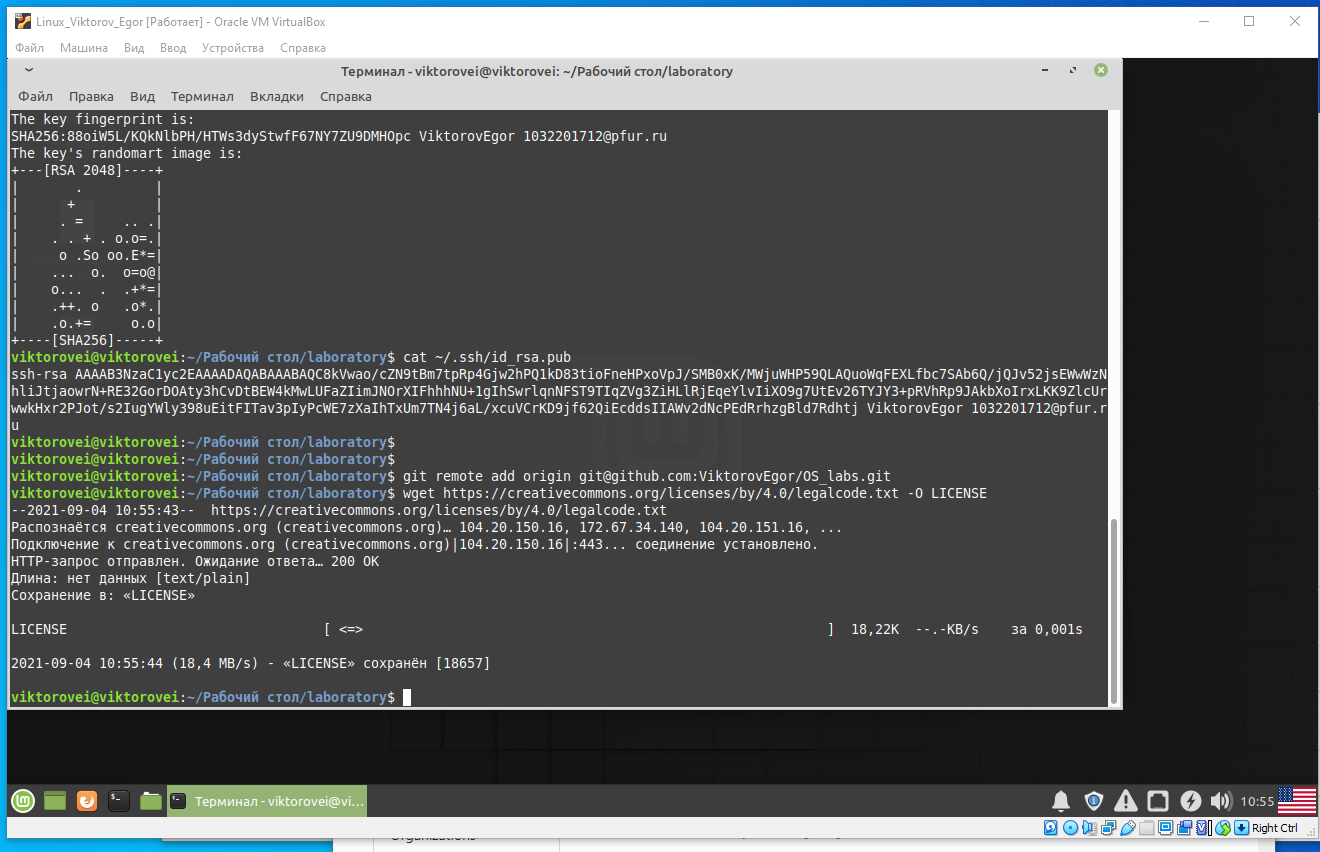 Linux_Viktorov_Egor [Работает] - Oracle VM VirtualBox
Файл Машина Вид Ввод Устройства Справка
Терминал - viktorovei@viktorovei: ~/Рабочий стол/laboratory
Файл Правка Вид Терминал Вкладки Справка
The key fingerprint is:
SHA256:88oiW5L/KQkNlbPH/HTWs3dyStwfF67NY7ZU9DMHOpc ViktorovEgor 1032201712@pfur.ru
The key's randomart image is:
+---[RSA 2048]----+
|       .         |
|      +          |
|     . =     .. .|
|    . . + . o.o=.|
|     o .So oo.E*=|
|    ...  o.  o=o@|
|    o...  .  .+*=|
|    .++. o   .o*.|
|    .o.+=     o.o|
+----[SHA256]-----+
viktorovei@viktorovei:~/Рабочий стол/laboratory$ cat ~/.ssh/id_rsa.pub
ssh-rsa AAAAB3NzaC1yc2EAAAADAQABAAABAQC8kVwao/cZN9tBm7tpRp4Gjw2hPQ1kD83tioFneHPxoVpJ/SMB0xK/MWjuWHP59QLAQuoWqFEXLfbc7SAb6Q/jQJv52jsEWwWzN
hliJtjaowrN+RE32GorDOAty3hCvDtBEW4kMwLUFaZIimJNOrXIFhhhNU+1gIhSwrlqnNFST9TIqZVg3ZiHLlRjEqeYlvIiXO9g7UtEv26TYJY3+pRVhRp9JAkbXoIrxLKK9ZlcUr
wwkHxr2PJot/s2IugYWly398uEitFITav3pIyPcWE7zXaIhTxUm7TN4j6aL/xcuVCrKD9jf62QiEcddsIIAWv2dNcPEdRrhzgBld7Rdhtj ViktorovEgor 1032201712@pfur.r
u
viktorovei@viktorovei:~/Рабочий стол/laboratory$
viktorovei@viktorovei:~/Рабочий стол/laboratory$
viktorovei@viktorovei:~/Рабочий стол/laboratory$ git remote add origin git@github.com:ViktorovEgor/OS_labs.git
viktorovei@viktorovei:~/Рабочий стол/laboratory$ wget https://creativecommons.org/licenses/by/4.0/legalcode.txt -O LICENSE
--2021-09-04 10:55:43--  https://creativecommons.org/licenses/by/4.0/legalcode.txt
Распознаётся creativecommons.org (creativecommons.org)… 104.20.150.16, 172.67.34.140, 104.20.151.16, ...
Подключение к creativecommons.org (creativecommons.org)|104.20.150.16|:443... соединение установлено.
HTTP-запрос отправлен. Ожидание ответа… 200 OK
Длина: нет данных [text/plain]
Сохранение в: «LICENSE»
LICENSE [ <=> ] 18,22K --.-KB/s за 0,001s
2021-09-04 10:55:44 (18,4 MB/s) - «LICENSE» сохранён [18657]
viktorovei@viktorovei:~/Рабочий стол/laboratory$
Терминал - viktorovei@vi...
10:55
Right Ctrl